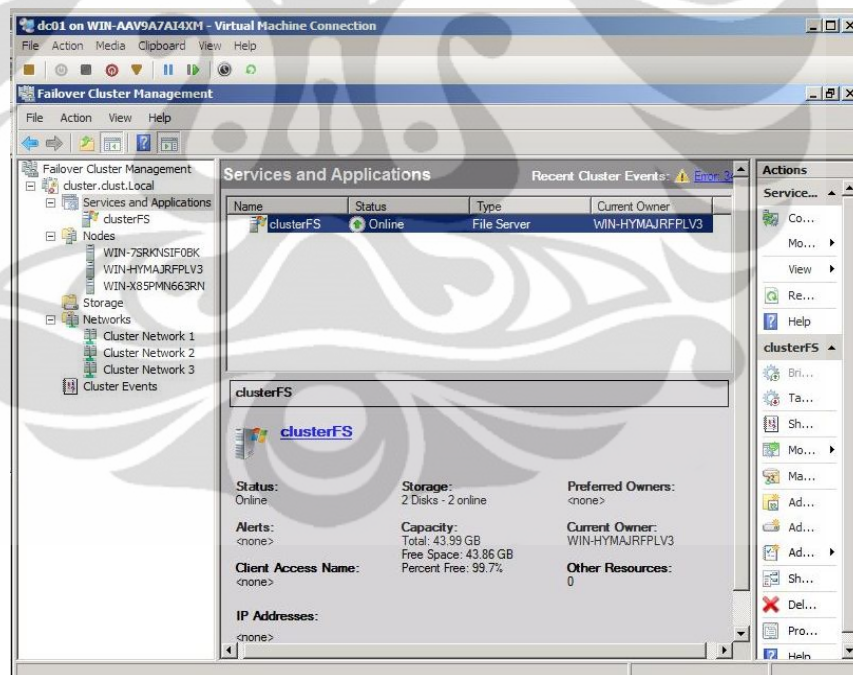 dc01 on WIN-AAV9A7AI4XM - Virtual Machine Connection
File Action Media Clipboard View Help
Failover Cluster Management
File Action View Help
Failover Cluster Management
cluster.clust.Local
Services and Applications
clusterFS
Nodes
WIN-7SRKNSIF0BK
WIN-HYMAJRFPLV3
WIN-X85PMN663RN
Storage
Networks
Cluster Network 1
Cluster Network 2
Cluster Network 3
Cluster Events
Services and Applications Recent Cluster Events: Error:
Name Status Type Current Owner
clusterFS Online File Server WIN-HYMAJRFPLV3
clusterFS
clusterFS
Status: Storage: Preferred Owners:
Online 2 Disks - 2 online <none>
Alerts: Capacity: Current Owner:
<none> Total: 43.99 GB WIN-HYMAJRFPLV3
Free Space: 43.86 GB
Client Access Name: Percent Free: 99.7% Other Resources:
<none> 0
IP Addresses:
<none>
Actions
Service...
Co...
Mo...
View
Re...
Help
clusterFS
Bri...
Ta...
Sh...
Mo...
Ma...
Ad...
Ad...
Ad...
Sh...
Del...
Pro...
Help